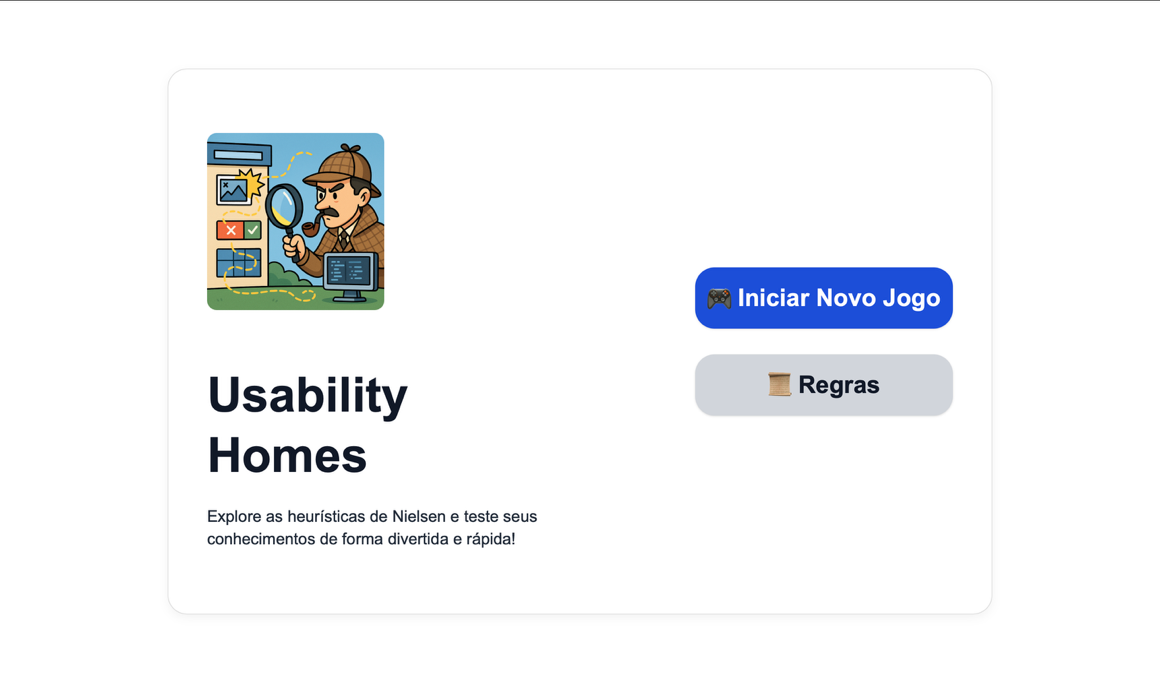 Usability
Homes
Explore as heurísticas de Nielsen e teste seus
conhecimentos de forma divertida e rápida!
Iniciar Novo Jogo
Regras